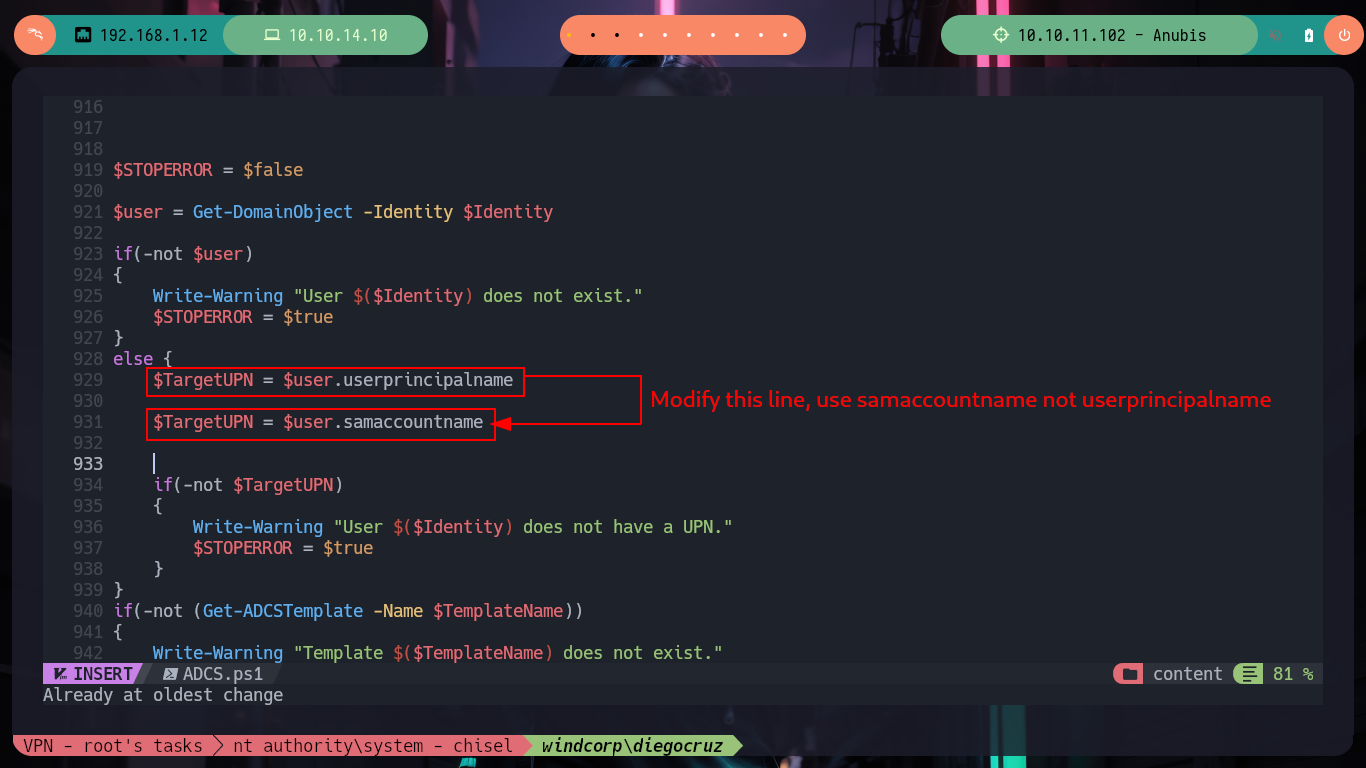 192.168.1.12 10.10.14.10 10.10.11.102 - Anubis
916
917
918
919 $STOPERROR = $false
920
921 $user = Get-DomainObject -Identity $Identity
922
923 if(-not $user)
924 {
925 Write-Warning "User $($Identity) does not exist."
926 $STOPERROR = $true
927 }
928 else {
929 $TargetUPN = $user.userprincipalname
930
Modify this line, use samaccountname not userprincipalname
931 $TargetUPN = $user.samaccountname
932
933
934 if(-not $TargetUPN)
935 {
936 Write-Warning "User $($Identity) does not have a UPN."
937 $STOPERROR = $true
938 }
939 }
940 if(-not (Get-ADCSTemplate -Name $TemplateName))
941 {
942 Write-Warning "Template $($TemplateName) does not exist."
INSERT ADCS.ps1 content 81 %
Already at oldest change
VPN - root's tasks nt authority\system - chisel windcorp\diegocruz